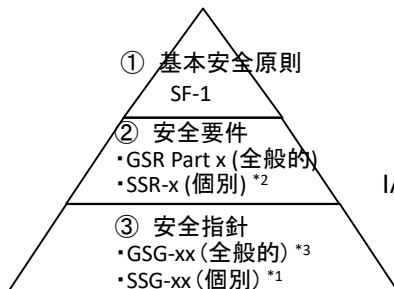 ① 基本安全原則
SF-1
② 安全要件
・GSR Part x (全般的)
・SSR-x (個別) *2
③ 安全指針
・GSG-xx (全般的) *3
・SSG-xx (個別) *1